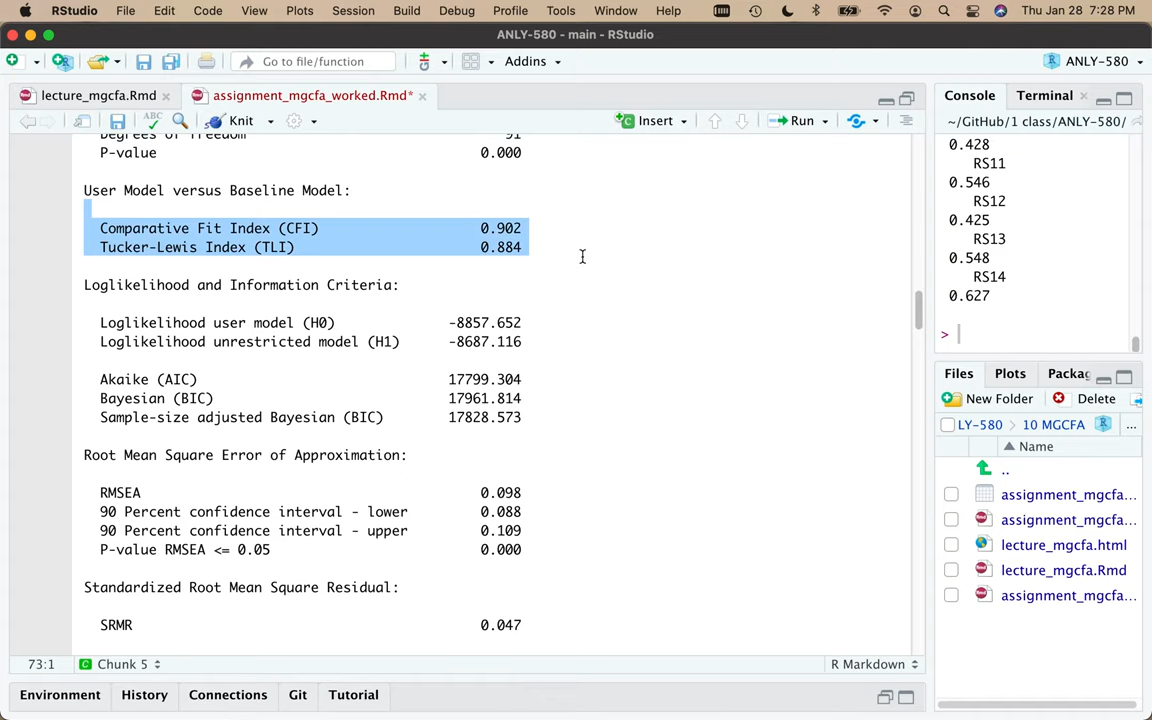 RStudio File Edit Code View Plots Session Build Debug Profile Tools Window Help Thu Jan 28 7:28 PM
ANLY-580 - main - RStudio
Go to file/function Addins ANLY-580
lecture_mgcfa.Rmd assignment_mgcfa_worked.Rmd*
ABC Knit Insert Run
Degrees of freedom 91
P-value 0.000
User Model versus Baseline Model:
Comparative Fit Index (CFI) 0.902
Tucker-Lewis Index (TLI) 0.884
Loglikelihood and Information Criteria:
Loglikelihood user model (H0) -8857.652
Loglikelihood unrestricted model (H1) -8687.116
Akaike (AIC) 17799.304
Bayesian (BIC) 17961.814
Sample-size adjusted Bayesian (BIC) 17828.573
Root Mean Square Error of Approximation:
RMSEA 0.098
90 Percent confidence interval - lower 0.088
90 Percent confidence interval - upper 0.109
P-value RMSEA <= 0.05 0.000
Standardized Root Mean Square Residual:
SRMR 0.047
73:1 Chunk 5 R Markdown
Environment History Connections Git Tutorial
Console Terminal
~/GitHub/1 class/ANLY-580/
0.428
RS11
0.546
RS12
0.425
RS13
0.548
RS14
0.627
>
Files Plots Packag
New Folder Delete
LY-580 > 10 MGCFA ...
Name
..
assignment_mgcfa...
assignment_mgcfa...
lecture_mgcfa.html
lecture_mgcfa.Rmd
assignment_mgcfa...